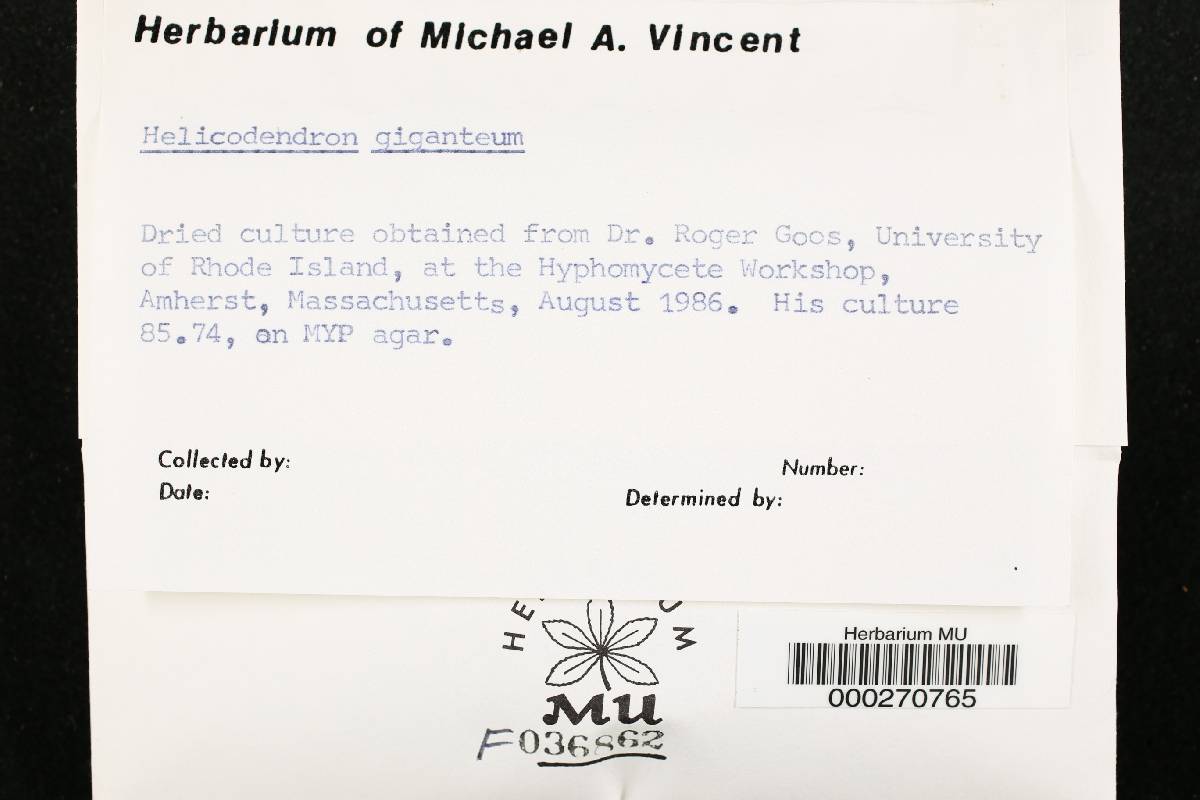 Herbarium of Michael A. Vincent
Helicodendron giganteum
Dried culture obtained from Dr. Roger Goos, University
of Rhode Island, at the Hyphomycete Workshop,
Amherst, Massachusetts, August 1986. His culture
85.74, on MYP agar.
Collected by:
Number:
Date:
Determined by:
Herbarium MU
000270765
MU
F036862